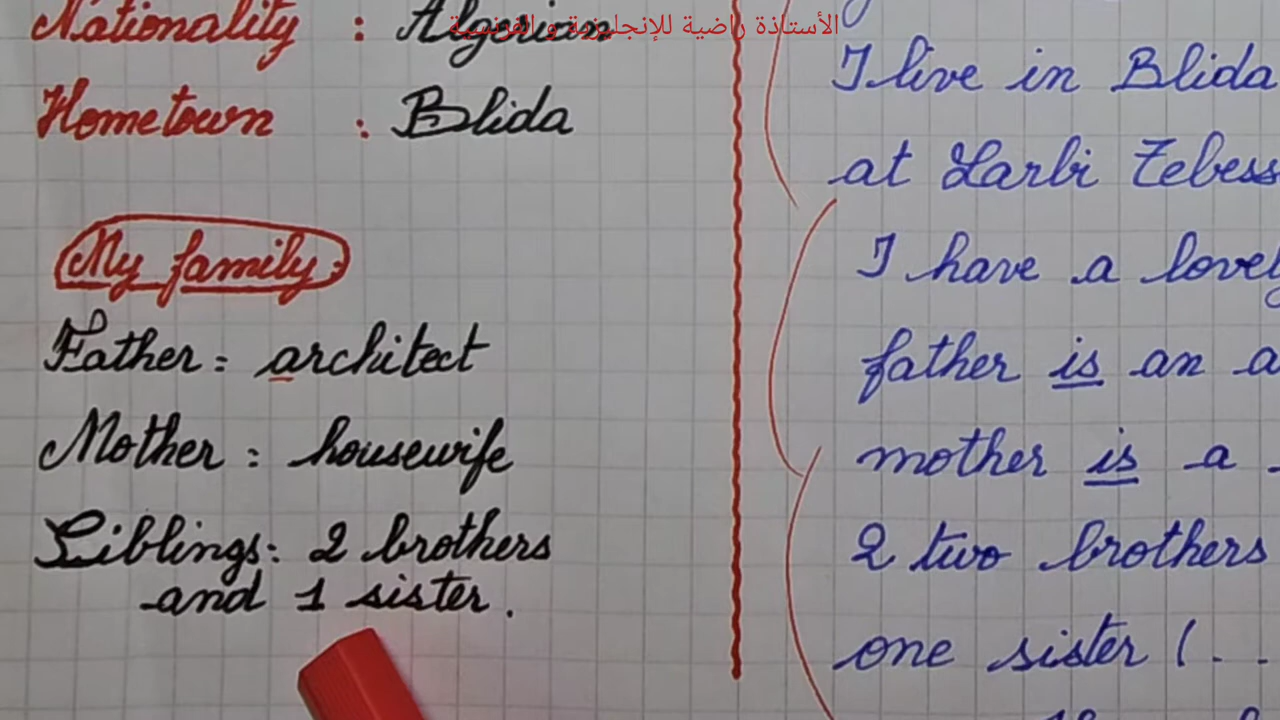 الأستاذة راضية للإنجليزية و الفرنسية
Nationality : Algerian
Hometown : Blida
My family:
Father: architect
Mother: housewife
Siblings: 2 brothers
and 1 sister.
I live in Blida
at Larbi Tebess
I have a lovely
father is an a
mother is a
2 two brothers
one sister (..